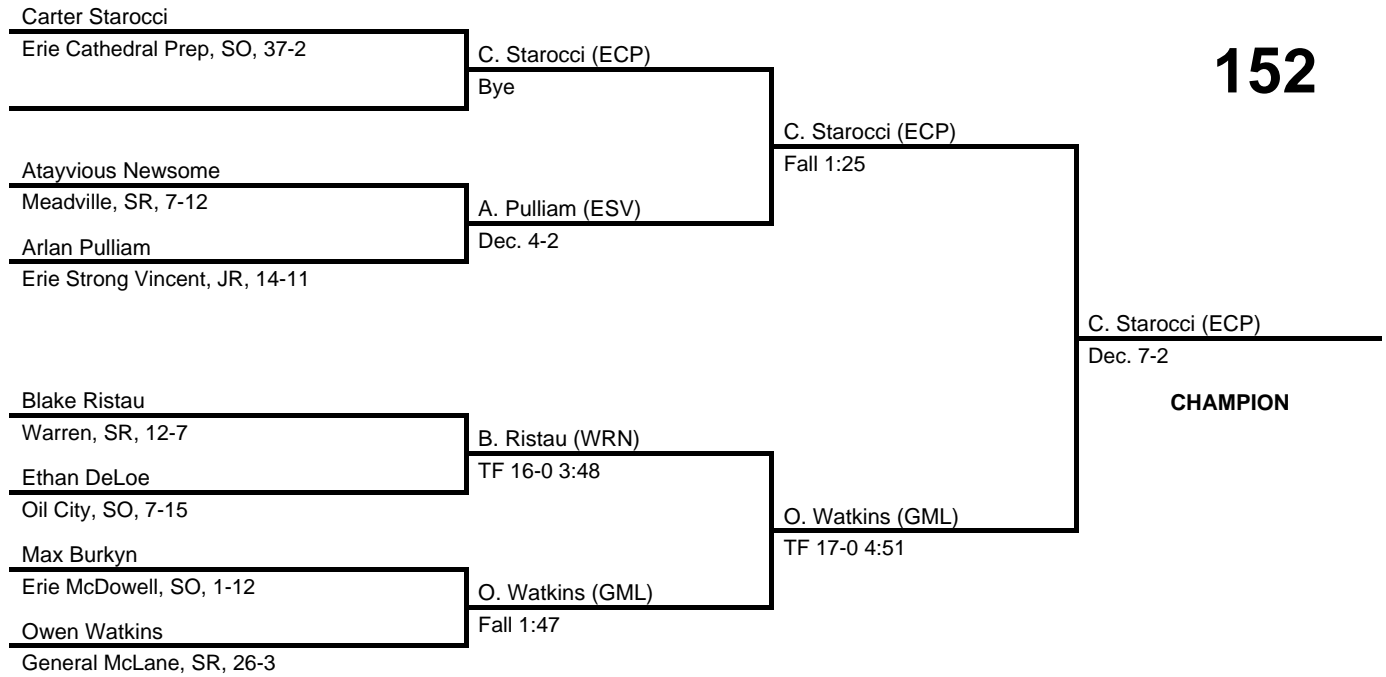 152
Carter Starocci
Erie Cathedral Prep, SO, 37-2
C. Starocci (ECP)
Bye
C. Starocci (ECP)
Fall 1:25
Atayvious Newsome
Meadville, SR, 7-12
A. Pulliam (ESV)
Dec. 4-2
Arlan Pulliam
Erie Strong Vincent, JR, 14-11
C. Starocci (ECP)
Dec. 7-2
CHAMPION
Blake Ristau
Warren, SR, 12-7
B. Ristau (WRN)
TF 16-0 3:48
Ethan DeLoe
Oil City, SO, 7-15
O. Watkins (GML)
TF 17-0 4:51
Max Burkyn
Erie McDowell, SO, 1-12
O. Watkins (GML)
Fall 1:47
Owen Watkins
General McLane, SR, 26-3